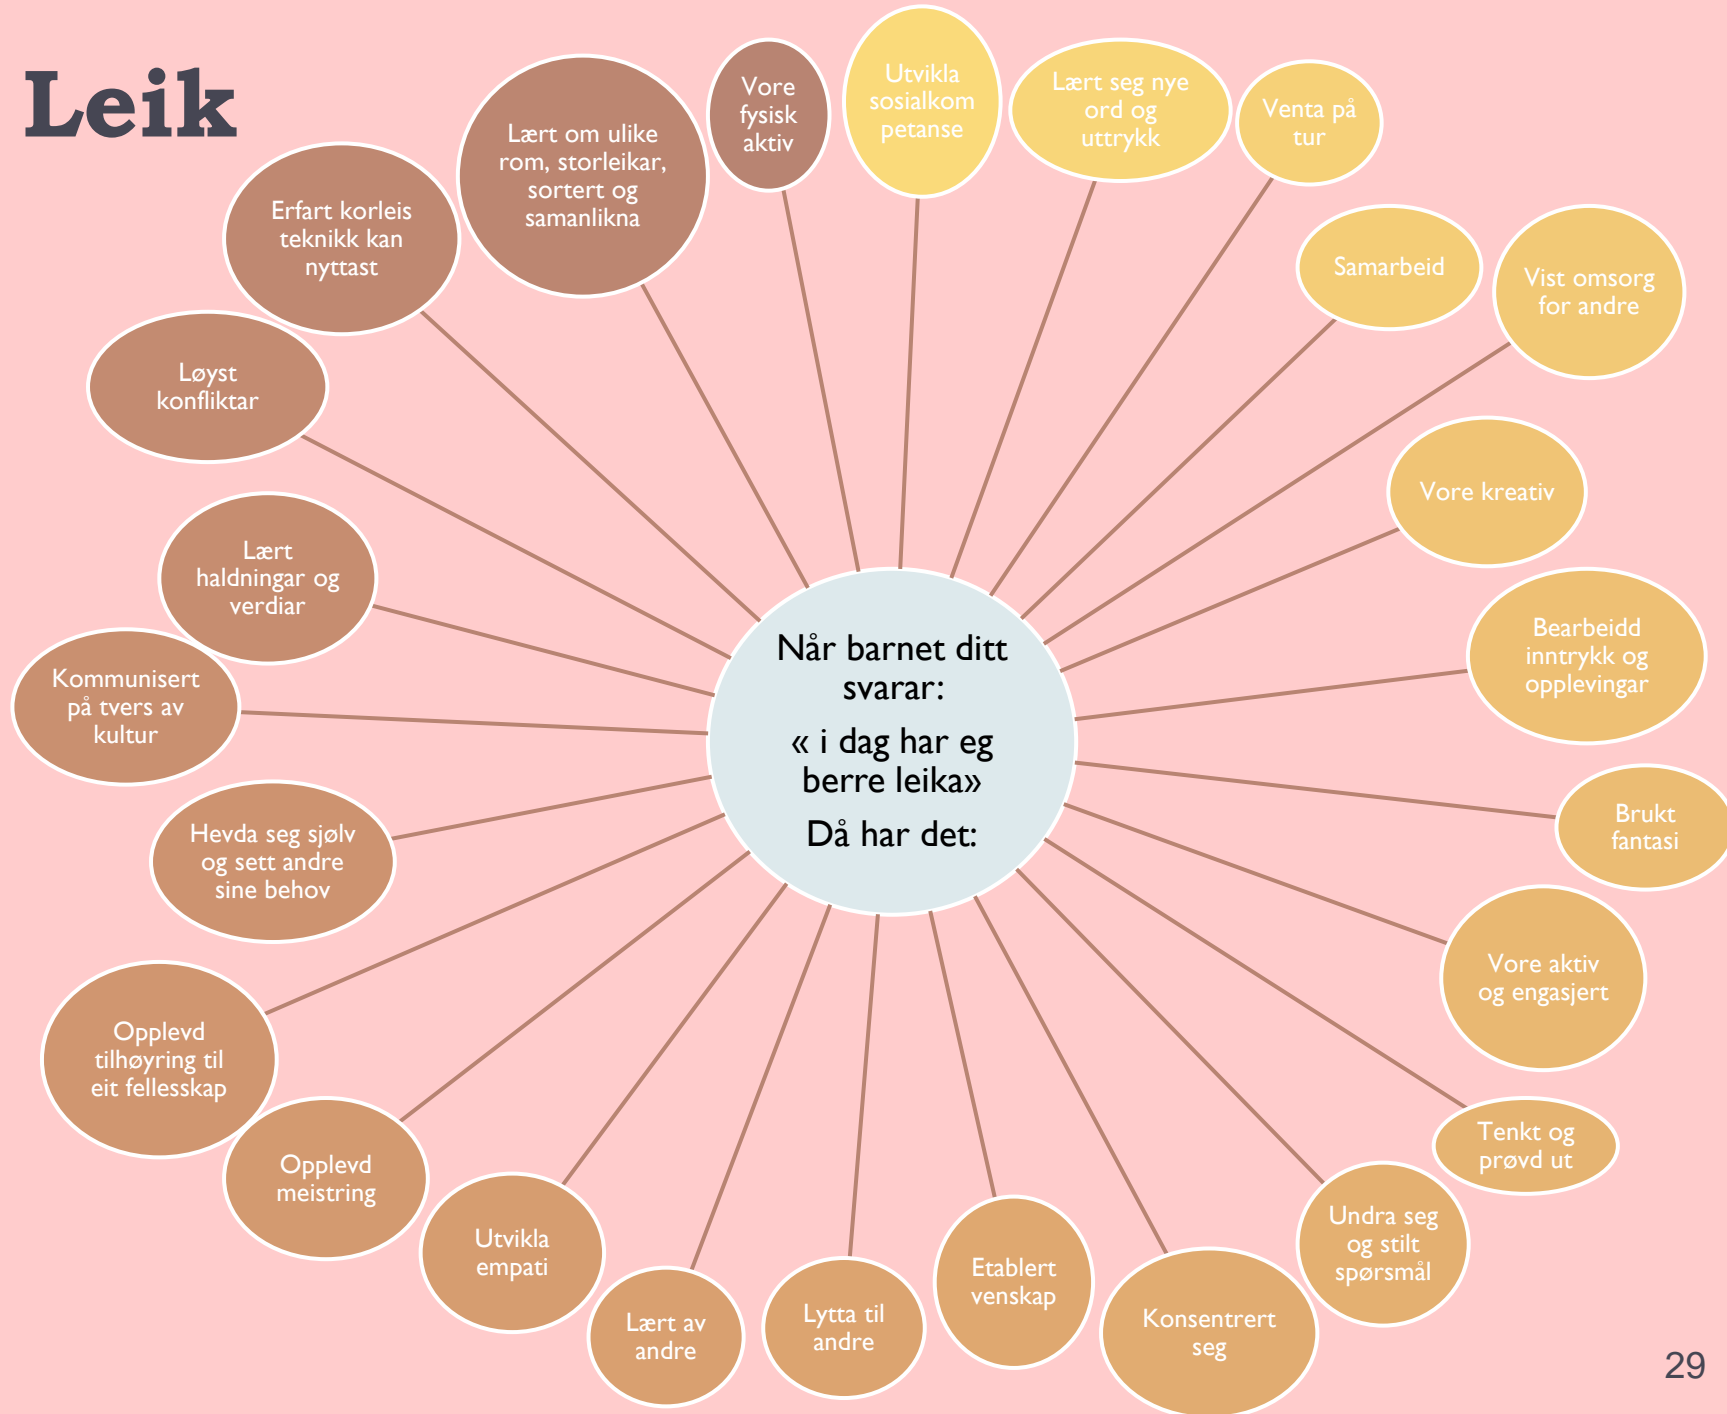 Leik
Når barnet ditt
svarar:
« i dag har eg
berre leika»
Då har det:
Utvikla
sosialkom
petanse
Lært seg nye
ord og
uttrykk
Venta på
tur
Samarbeid
Vist omsorg
for andre
Vore kreativ
Bearbeidd
inntrykk og
opplevingar
Brukt
fantasi
Vore aktiv
og engasjert
Tenkt og
prøvd ut
Undra seg
og stilt
spørsmål
Konsentrert
seg
Etablert
venskap
Lytta til
andre
Lært av
andre
Utvikla
empati
Opplevd
meistring
Opplevd
tilhøyring til
eit fellesskap
Hevda seg sjølv
og sett andre
sine behov
Kommunisert
på tvers av
kultur
Lært
haldningar og
verdiar
Løyst
konfliktar
Erfart korleis
teknikk kan
nyttast
Lært om ulike
rom, storleikar,
sortert og
samanlikna
Vore
fysisk
aktiv
29